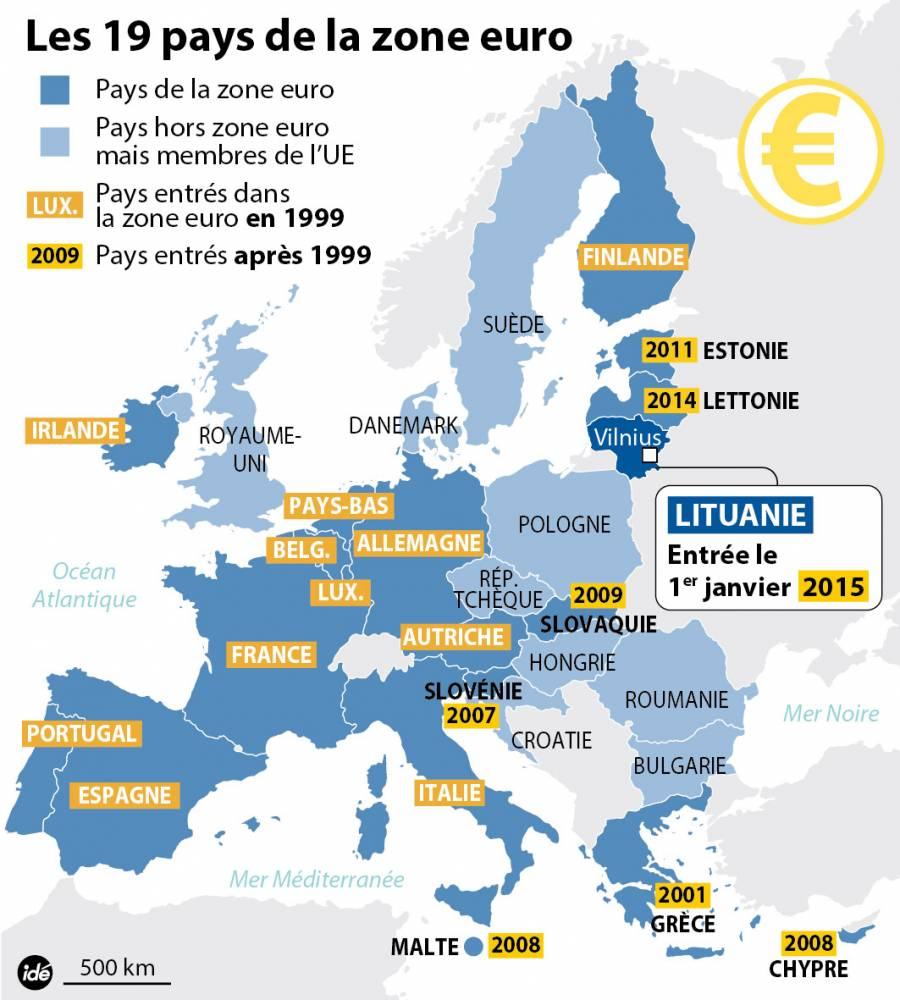 Les 19 pays de la zone euro
Pays de la zone euro
Pays hors zone euro
mais membres de l’UE
LUX.
Pays entrés dans
la zone euro en 1999
2009 Pays entrés après 1999
€
FINLANDE
SUÈDE
2011 ESTONIE
2014 LETTONIE
IRLANDE
ROYAUME-
UNI
DANEMARK
Vilnius
PAYS-BAS
LITUANIE
Entrée le
1er janvier 2015
POLOGNE
BELG.
ALLEMAGNE
Océan
Atlantique
LUX.
RÉP.
TCHÈQUE
2009
SLOVAQUIE
AUTRICHE
FRANCE
HONGRIE
SLOVÉNIE
2007
ROUMANIE
Mer Noire
PORTUGAL
CROATIE
BULGARIE
ESPAGNE
ITALIE
Mer Méditerranée
2001
GRÈCE
MALTE 2008
2008
CHYPRE
idé
500 km